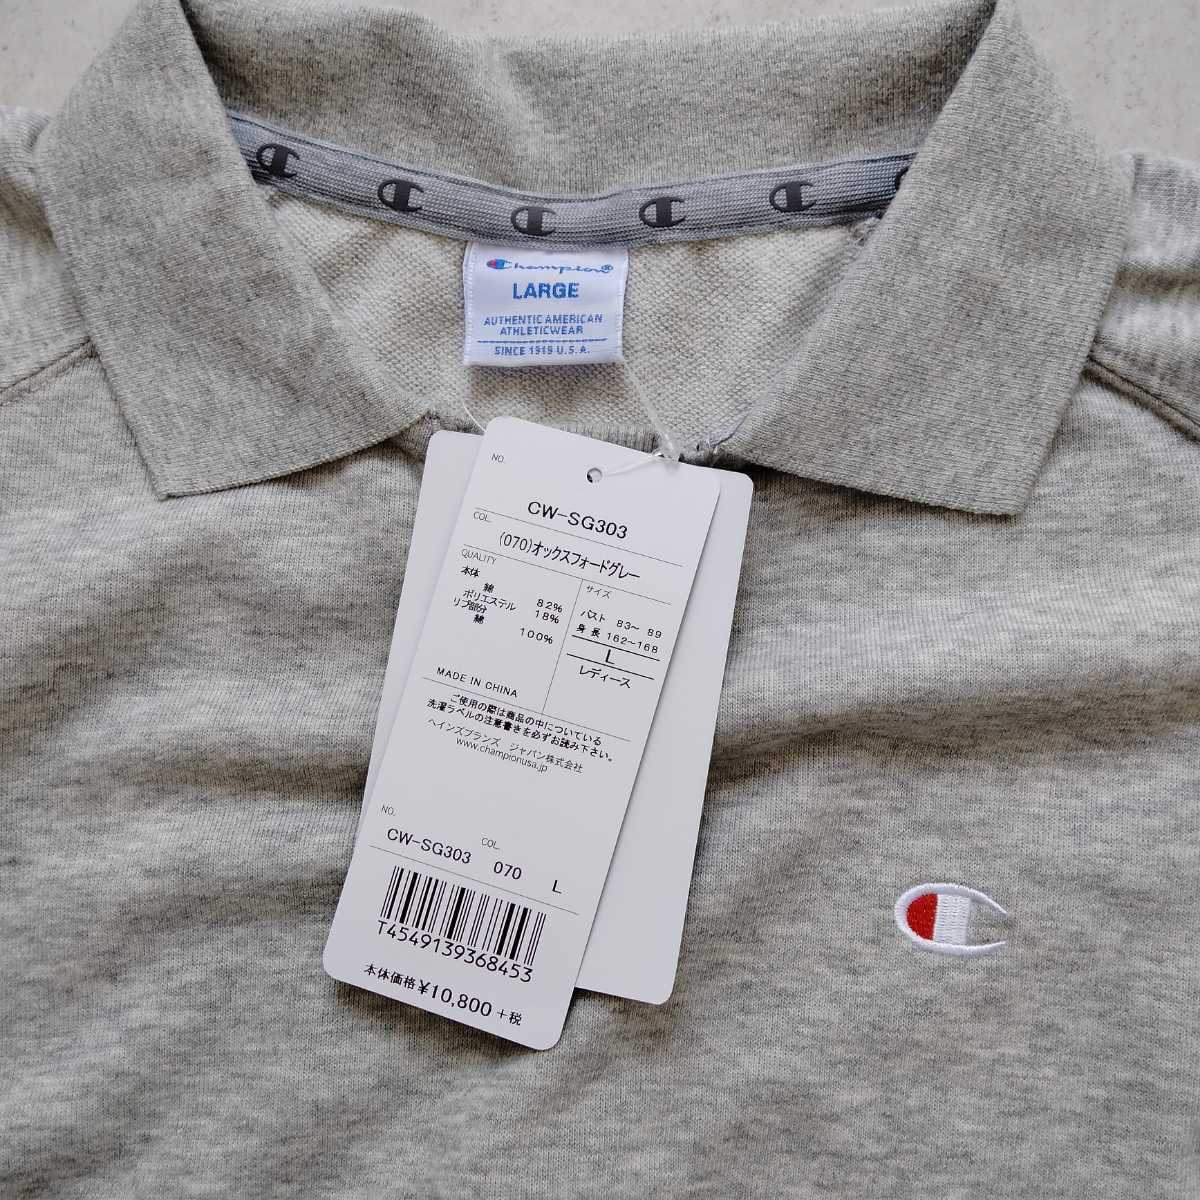 Champion®
LARGE
AUTHENTIC AMERICAN
ATHLETICWEAR
SINCE 1919 U.S.A.
NO.
CW-SG303
COL.
(070)オックスフォードグレー
QUALITY
本体
綿 82%
ポリエステル 18%
リブ部分
綿 100%
サイズ
バスト 83〜 89
身長 162〜168
L
レディース
MADE IN CHINA
ご使用の際は商品の中についている
洗濯ラベルの注意書きを必ずお読み下さい。
ヘインズブランズ ジャパン株式会社
www.championusa.jp
NO.
CW-SG303
COL.
070
L
T4549139368453
本体価格¥10,800 +税